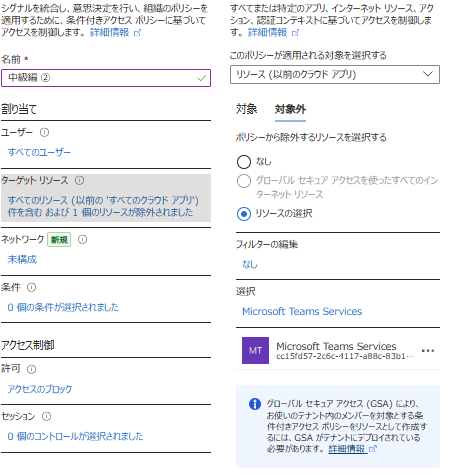 シグナルを統合し、意思決定を行い、組織のポリシーを
適用するために、条件付きアクセス ポリシーに基づいて
アクセスを制御します。 詳細情報
名前 *
中級編 ②
割り当て
ユーザー
すべてのユーザー
ターゲット リソース
すべてのリソース (以前の 'すべてのクラウド アプリ')
件を含む および 1 個のリソースが除外されました
ネットワーク 新規
未構成
条件
0 個の条件が選択されました
アクセス制御
許可
アクセスのブロック
セッション
0 個のコントロールが選択されました
すべてまたは特定のアプリ、インターネット リソース、アク
ション、認証コンテキストに基づいてアクセスを制御しま
す。 詳細情報
このポリシーが適用される対象を選択する
リソース (以前のクラウド アプリ)
対象 対象外
ポリシーから除外するリソースを選択する
なし
グローバル セキュア アクセスを使ったすべてのイン
ターネット リソース
リソースの選択
フィルターの編集
なし
選択
Microsoft Teams Services
MT
Microsoft Teams Services
cc15fd57-2c6c-4117-a88c-83b1...
グローバル セキュア アクセス (GSA) により、
お使いのテナント内のメンバーを対象とする条
件付きアクセス ポリシーをリソースとして作成す
るには、GSA がテナントにデプロイされている必
要があります。 詳細情報